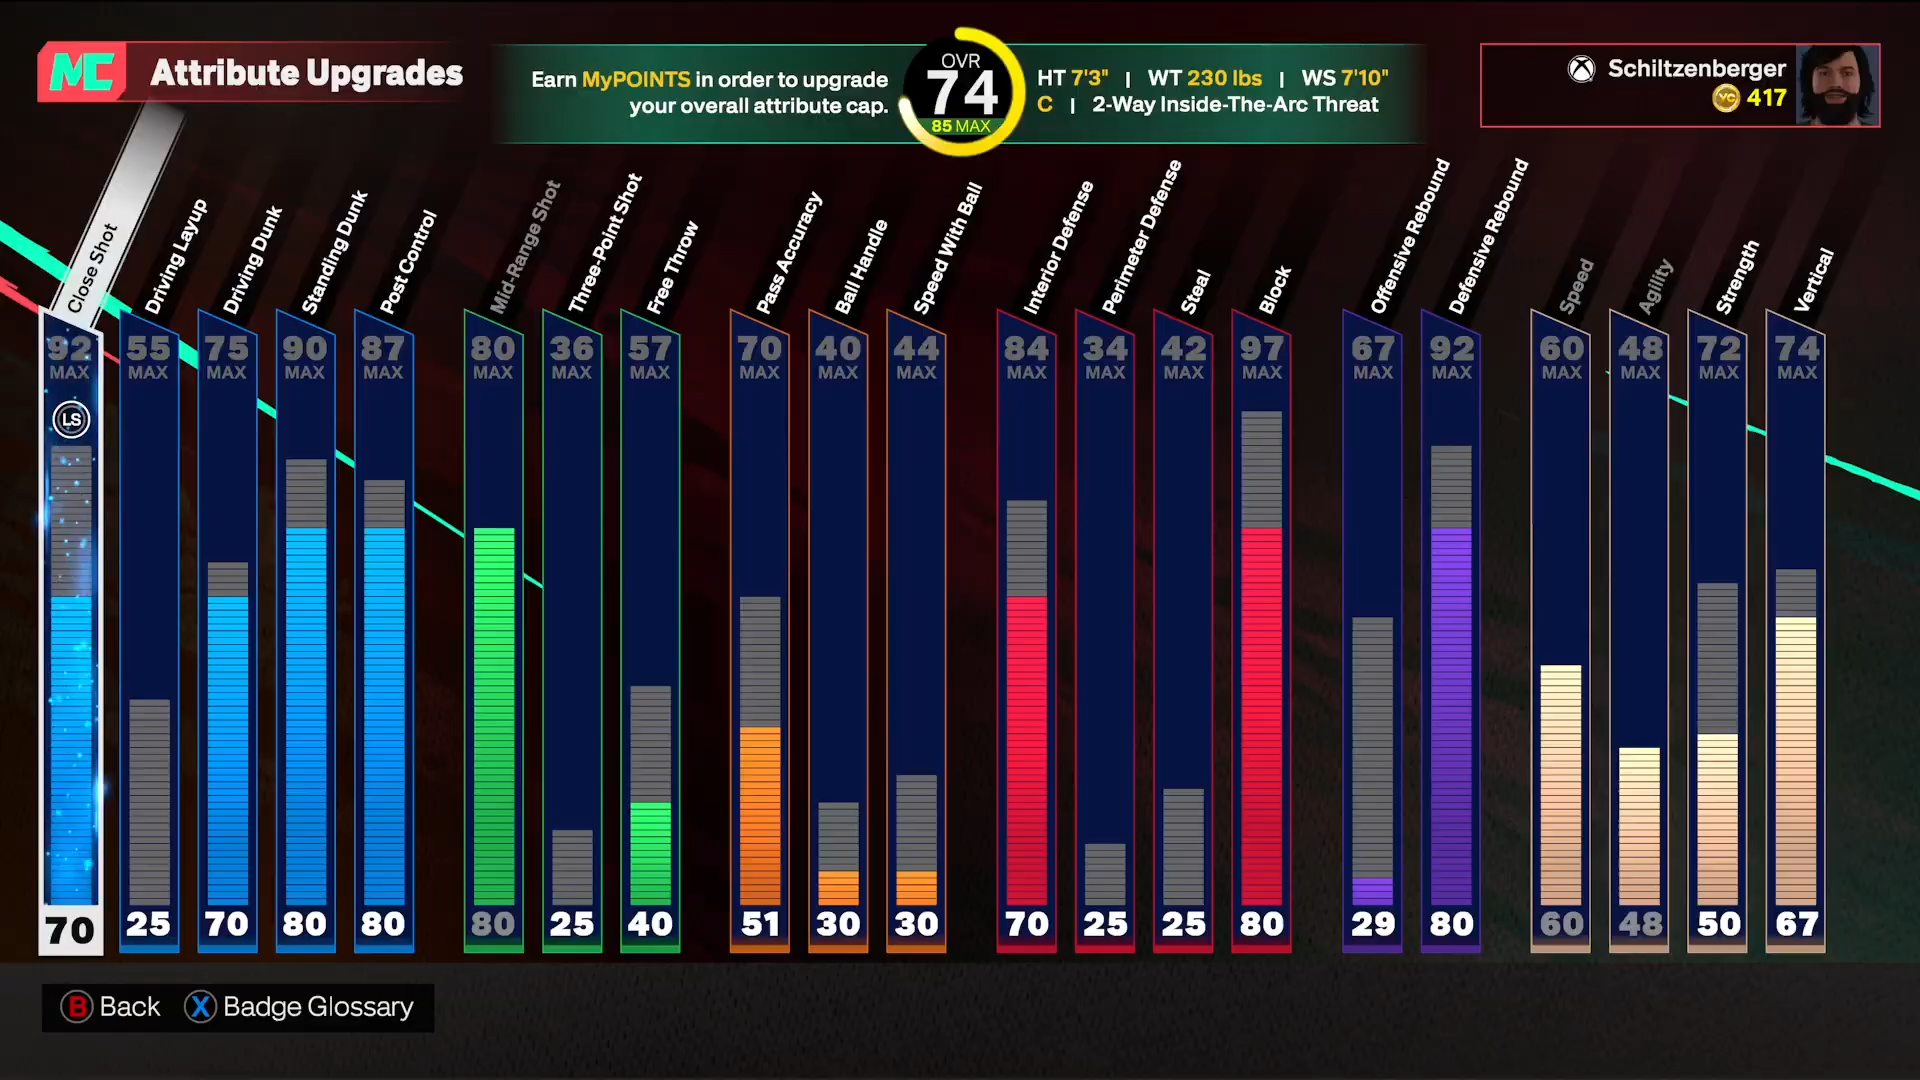 MC Attribute Upgrades
Earn MyPOINTS in order to upgrade
your overall attribute cap.
OVR
74
85 MAX
HT 7'3" | WT 230 lbs | WS 7'10"
C | 2-Way Inside-The-Arc Threat
Schiltzenberger
VC 417
Close Shot
Driving Layup
Driving Dunk
Standing Dunk
Post Control
Mid-Range Shot
Three-Point Shot
Free Throw
Pass Accuracy
Ball Handle
Speed With Ball
Interior Defense
Perimeter Defense
Steal
Block
Offensive Rebound
Defensive Rebound
Speed
Agility
Strength
Vertical
92 55 75 90 87 80 36 57 70 40 44 84 34 42 97 67 92 60 48 72 74
MAX MAX MAX MAX MAX MAX MAX MAX MAX MAX MAX MAX MAX MAX MAX MAX MAX MAX MAX MAX MAX
LS
70 25 70 80 80 80 25 40 51 30 30 70 25 25 80 29 80 60 48 50 67
B Back X Badge Glossary